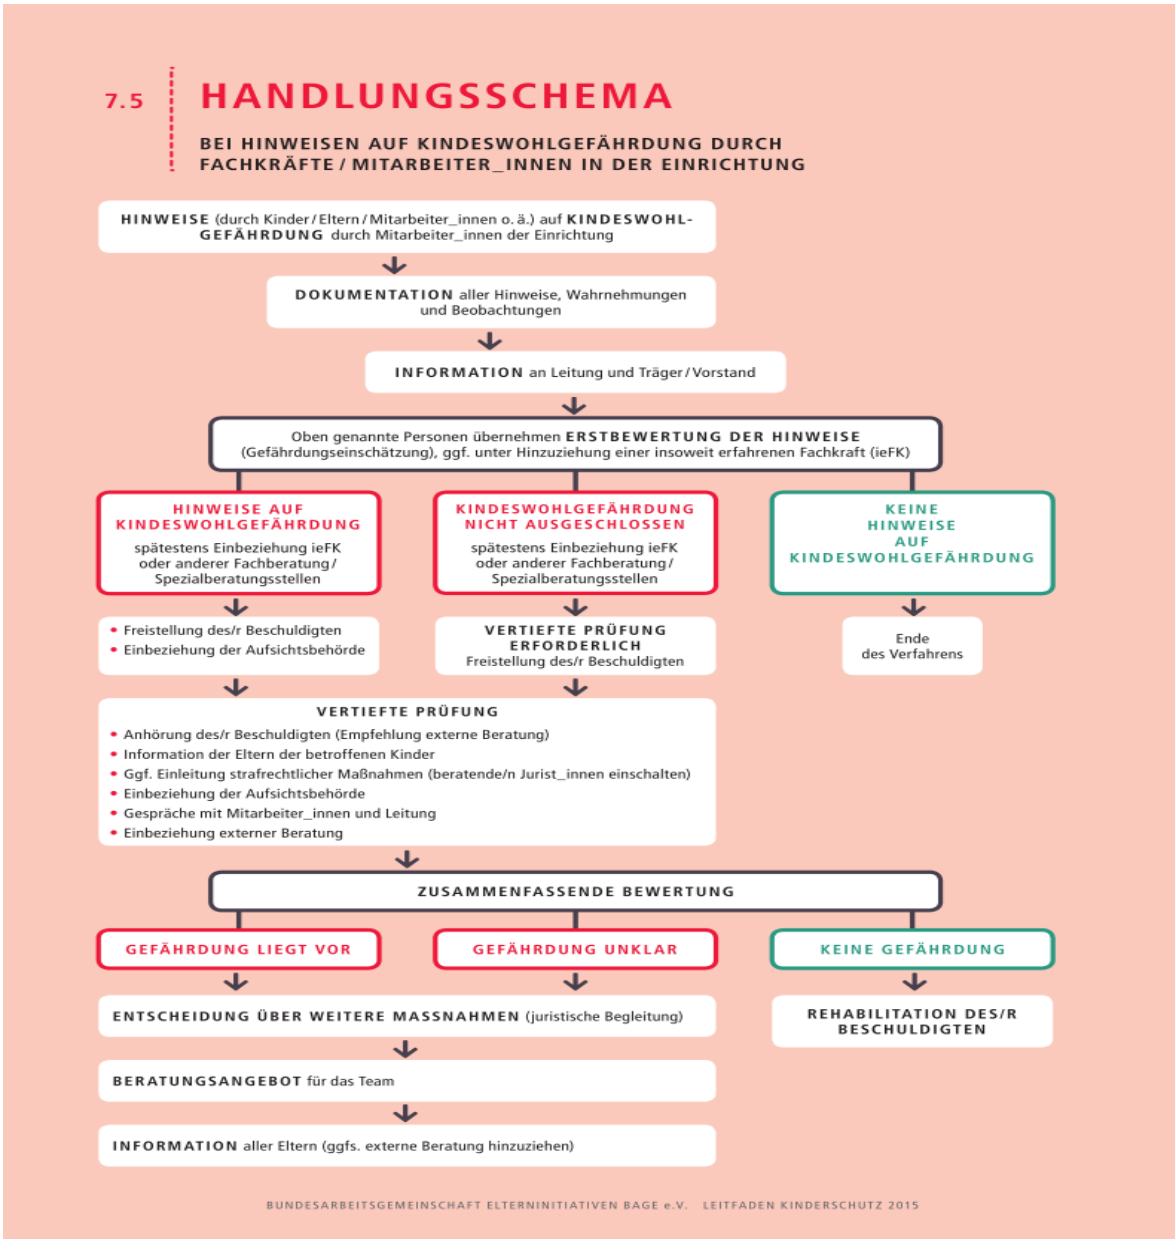 7.5
HANDLUNGSSCHEMA
BEI HINWEISEN AUF KINDESWOHLGEFÄHRDUNG DURCH
FACHKRÄFTE / MITARBEITER_INNEN IN DER EINRICHTUNG
HINWEISE (durch Kinder / Eltern / Mitarbeiter_innen o. ä.) auf KINDESWOHL-
GEFÄHRDUNG durch Mitarbeiter_innen der Einrichtung
DOKUMENTATION aller Hinweise, Wahrnehmungen
und Beobachtungen
INFORMATION an Leitung und Träger / Vorstand
Oben genannte Personen übernehmen ERSTBEWERTUNG DER HINWEISE
(Gefährdungseinschätzung), ggf. unter Hinzuziehung einer insoweit erfahrenen Fachkraft (ieFK)
HINWEISE AUF
KINDESWOHLGEFÄHRDUNG
spätestens Einbeziehung ieFK
oder anderer Fachberatung /
Spezialberatungsstellen
KINDESWOHLGEFÄHRDUNG
NICHT AUSGESCHLOSSEN
spätestens Einbeziehung ieFK
oder anderer Fachberatung /
Spezialberatungsstellen
KEINE
HINWEISE
AUF
KINDESWOHLGEFÄHRDUNG
• Freistellung des/r Beschuldigten
• Einbeziehung der Aufsichtsbehörde
VERTIEFTE PRÜFUNG
ERFORDERLICH
Freistellung des/r Beschuldigten
Ende
des Verfahrens
VERTIEFTE PRÜFUNG
• Anhörung des/r Beschuldigten (Empfehlung externe Beratung)
• Information der Eltern der betroffenen Kinder
• Ggf. Einleitung strafrechtlicher Maßnahmen (beratende/n Jurist_innen einschalten)
• Einbeziehung der Aufsichtsbehörde
• Gespräche mit Mitarbeiter_innen und Leitung
• Einbeziehung externer Beratung
ZUSAMMENFASSENDE BEWERTUNG
GEFÄHRDUNG LIEGT VOR
GEFÄHRDUNG UNKLAR
KEINE GEFÄHRDUNG
ENTSCHEIDUNG ÜBER WEITERE MASSNAHMEN (juristische Begleitung)
REHABILITATION DES/R
BESCHULDIGTEN
BERATUNGSANGEBOT für das Team
INFORMATION aller Eltern (ggfs. externe Beratung hinzuziehen)
BUNDESARBEITSGEMEINSCHAFT ELTERNINITIATIVEN BAGE e.V. LEITFADEN KINDERSCHUTZ 2015